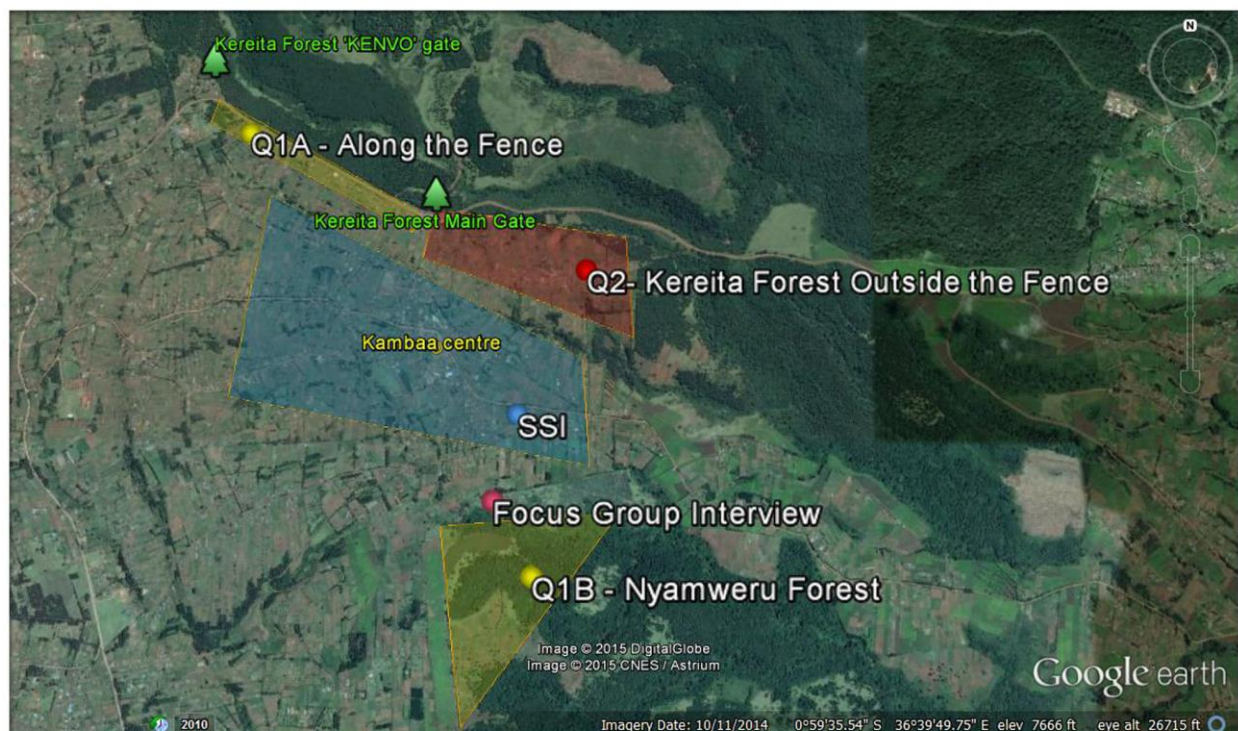 Kereita Forest 'KENVO' gate
N
Q1A - Along the Fence
Kereita Forest Main Gate
Q2- Kereita Forest Outside the Fence
Kambaa centre
SSI
Focus Group Interview
Q1B - Nyamweru Forest
Image © 2015 DigitalGlobe
Image © 2015 CNES / Astrium
Google earth
2010
Imagery Date: 10/11/2014 0°59'35.54" S 36°39'49.75" E elev 7666 ft eye alt 26715 ft